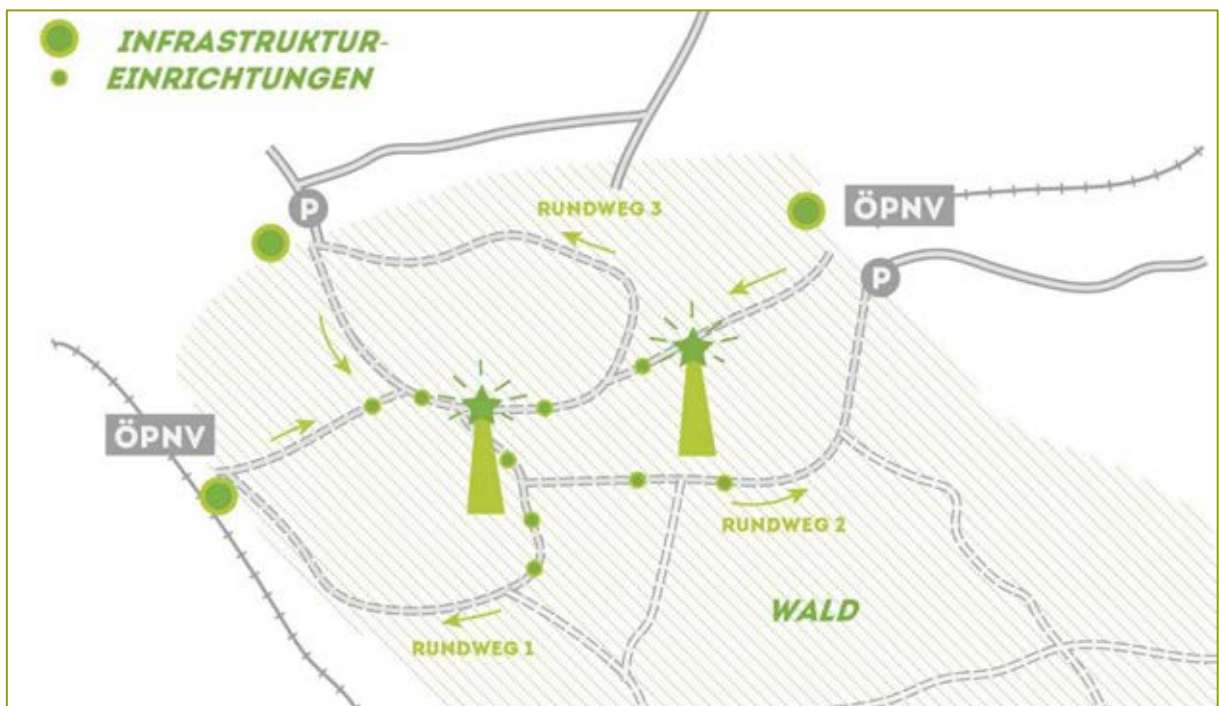 INFRASTRUKTUR-
EINRICHTUNGEN
P
RUNDWEG 3
ÖPNV
P
ÖPNV
RUNDWEG 2
WALD
RUNDWEG 1